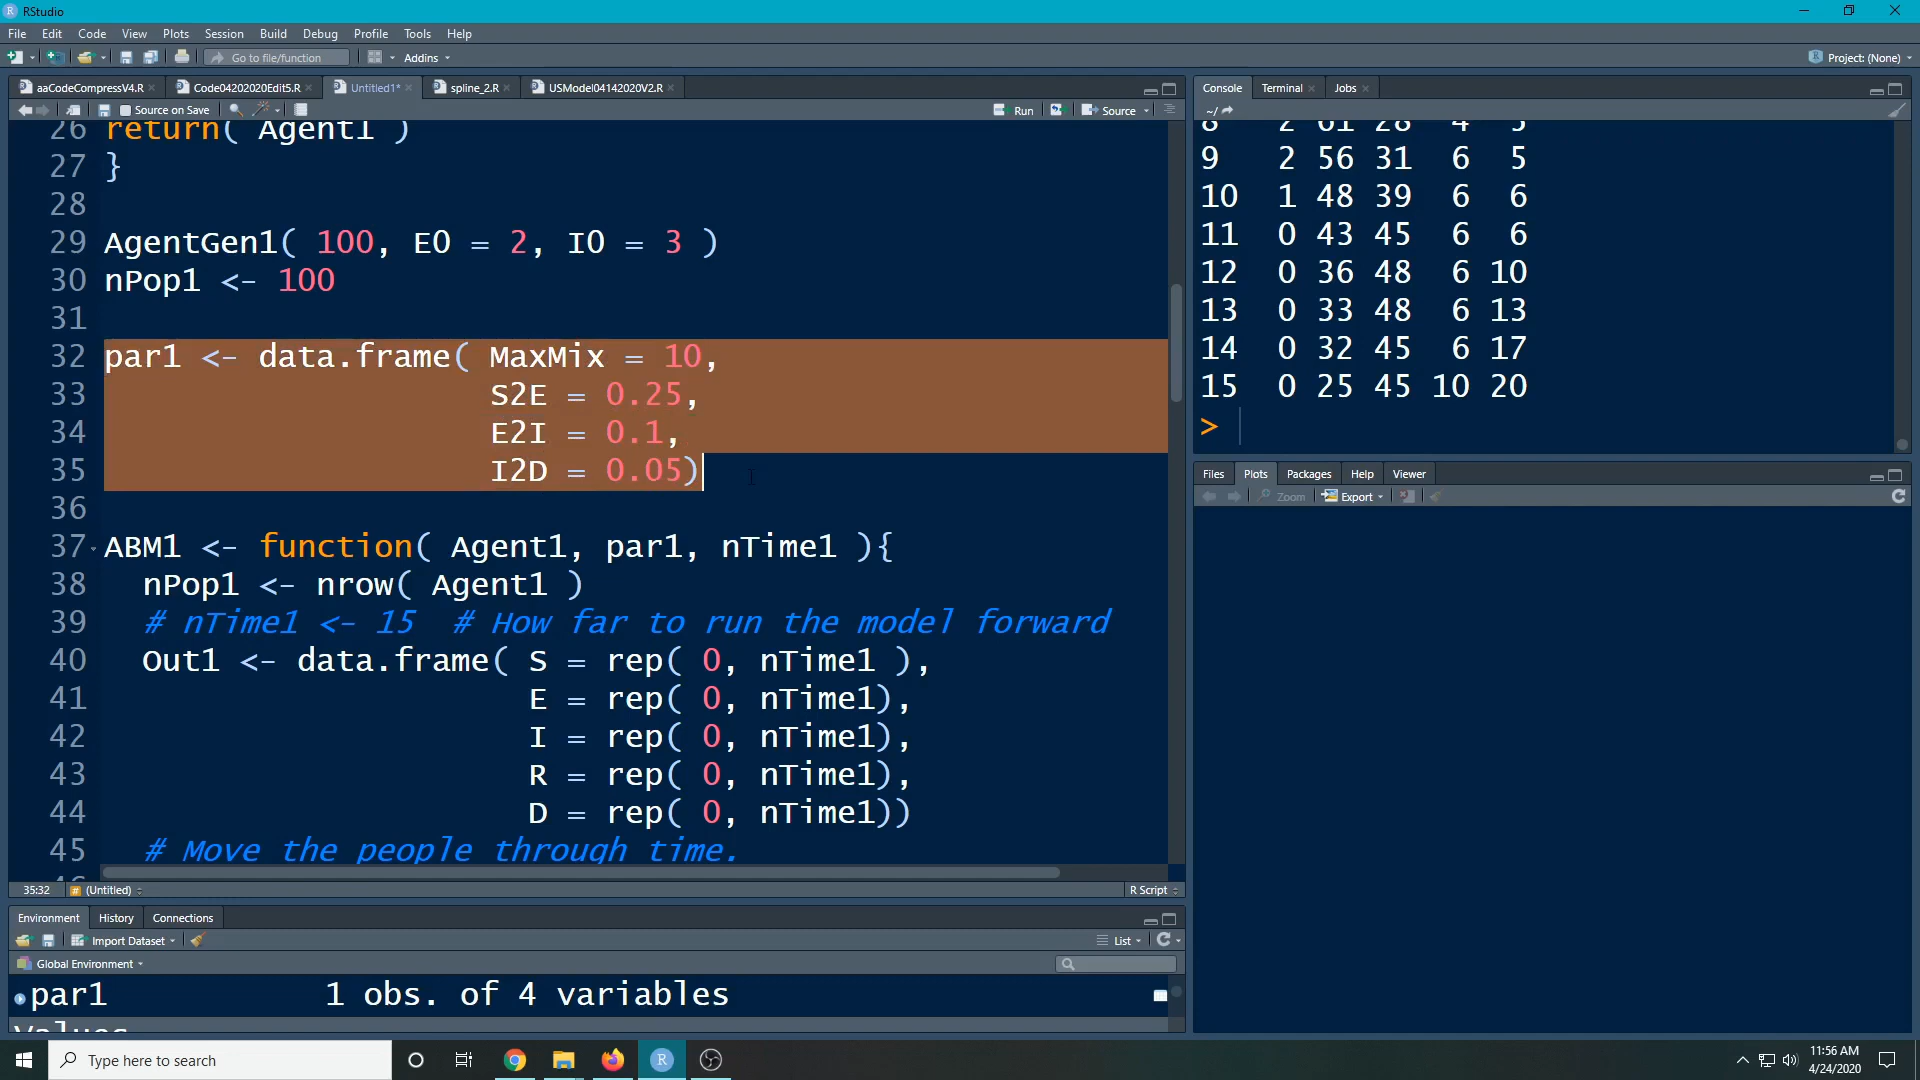 RStudio
File Edit Code View Plots Session Build Debug Profile Tools Help
Go to file/function Addins Project: (None)
aaCodeCompressV4.R Code04202020Edit5.R Untitled1* spline_2.R USModel04142020V2.R
Source on Save Run Source
26 return( Agent1 )
27 }
28
29 AgentGen1( 100, E0 = 2, I0 = 3 )
30 nPop1 <- 100
31
32 par1 <- data.frame( MaxMix = 10,
33 S2E = 0.25,
34 E2I = 0.1,
35 I2D = 0.05)
36
37 ABM1 <- function( Agent1, par1, nTime1 ){
38 nPop1 <- nrow( Agent1 )
39 # nTime1 <- 15  # How far to run the model forward
40 Out1 <- data.frame( S = rep( 0, nTime1 ),
41 E = rep( 0, nTime1),
42 I = rep( 0, nTime1),
43 R = rep( 0, nTime1),
44 D = rep( 0, nTime1))
45 # Move the people through time.
35:32 # (Untitled) R Script
Environment History Connections
Import Dataset List
Global Environment
par1 1 obs. of 4 variables
Values
Console Terminal Jobs
~/
8 2 61 28 4 5
9 2 56 31 6 5
10 1 48 39 6 6
11 0 43 45 6 6
12 0 36 48 6 10
13 0 33 48 6 13
14 0 32 45 6 17
15 0 25 45 10 20
>
Files Plots Packages Help Viewer
Zoom Export
Type here to search
11:56 AM
4/24/2020